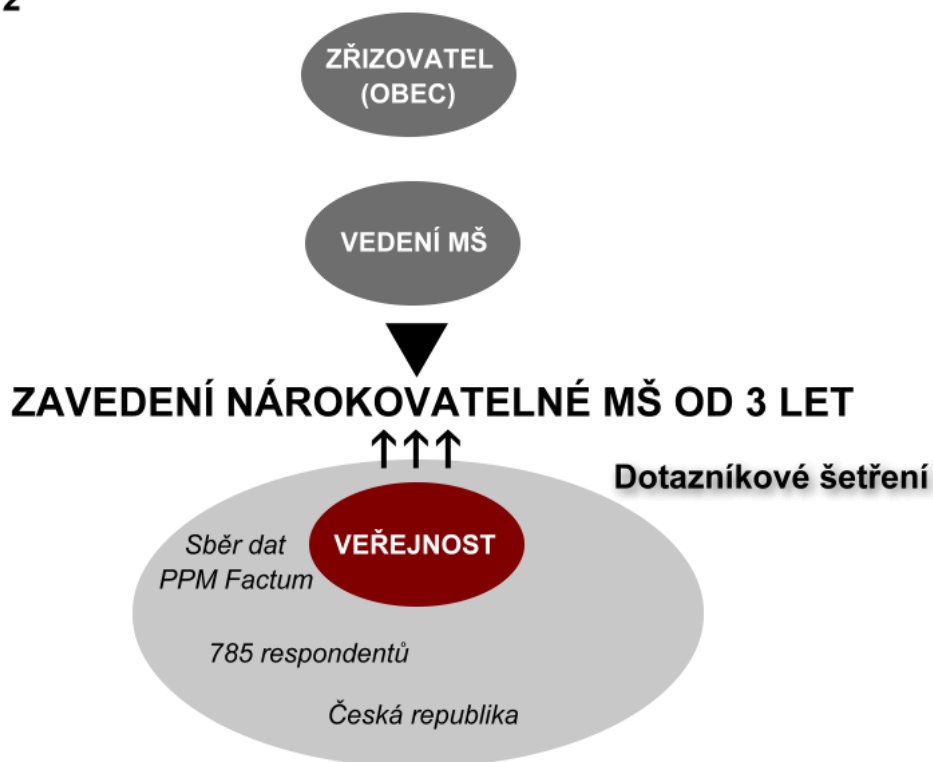 2
ZŘIZOVATEL
(OBEC)
VEDENÍ MŠ
ZAVEDENÍ NÁROKOVATELNÉ MŠ OD 3 LET
Dotazníkové šetření
Sběr dat
PPM Factum
VEŘEJNOST
785 respondentů
Česká republika